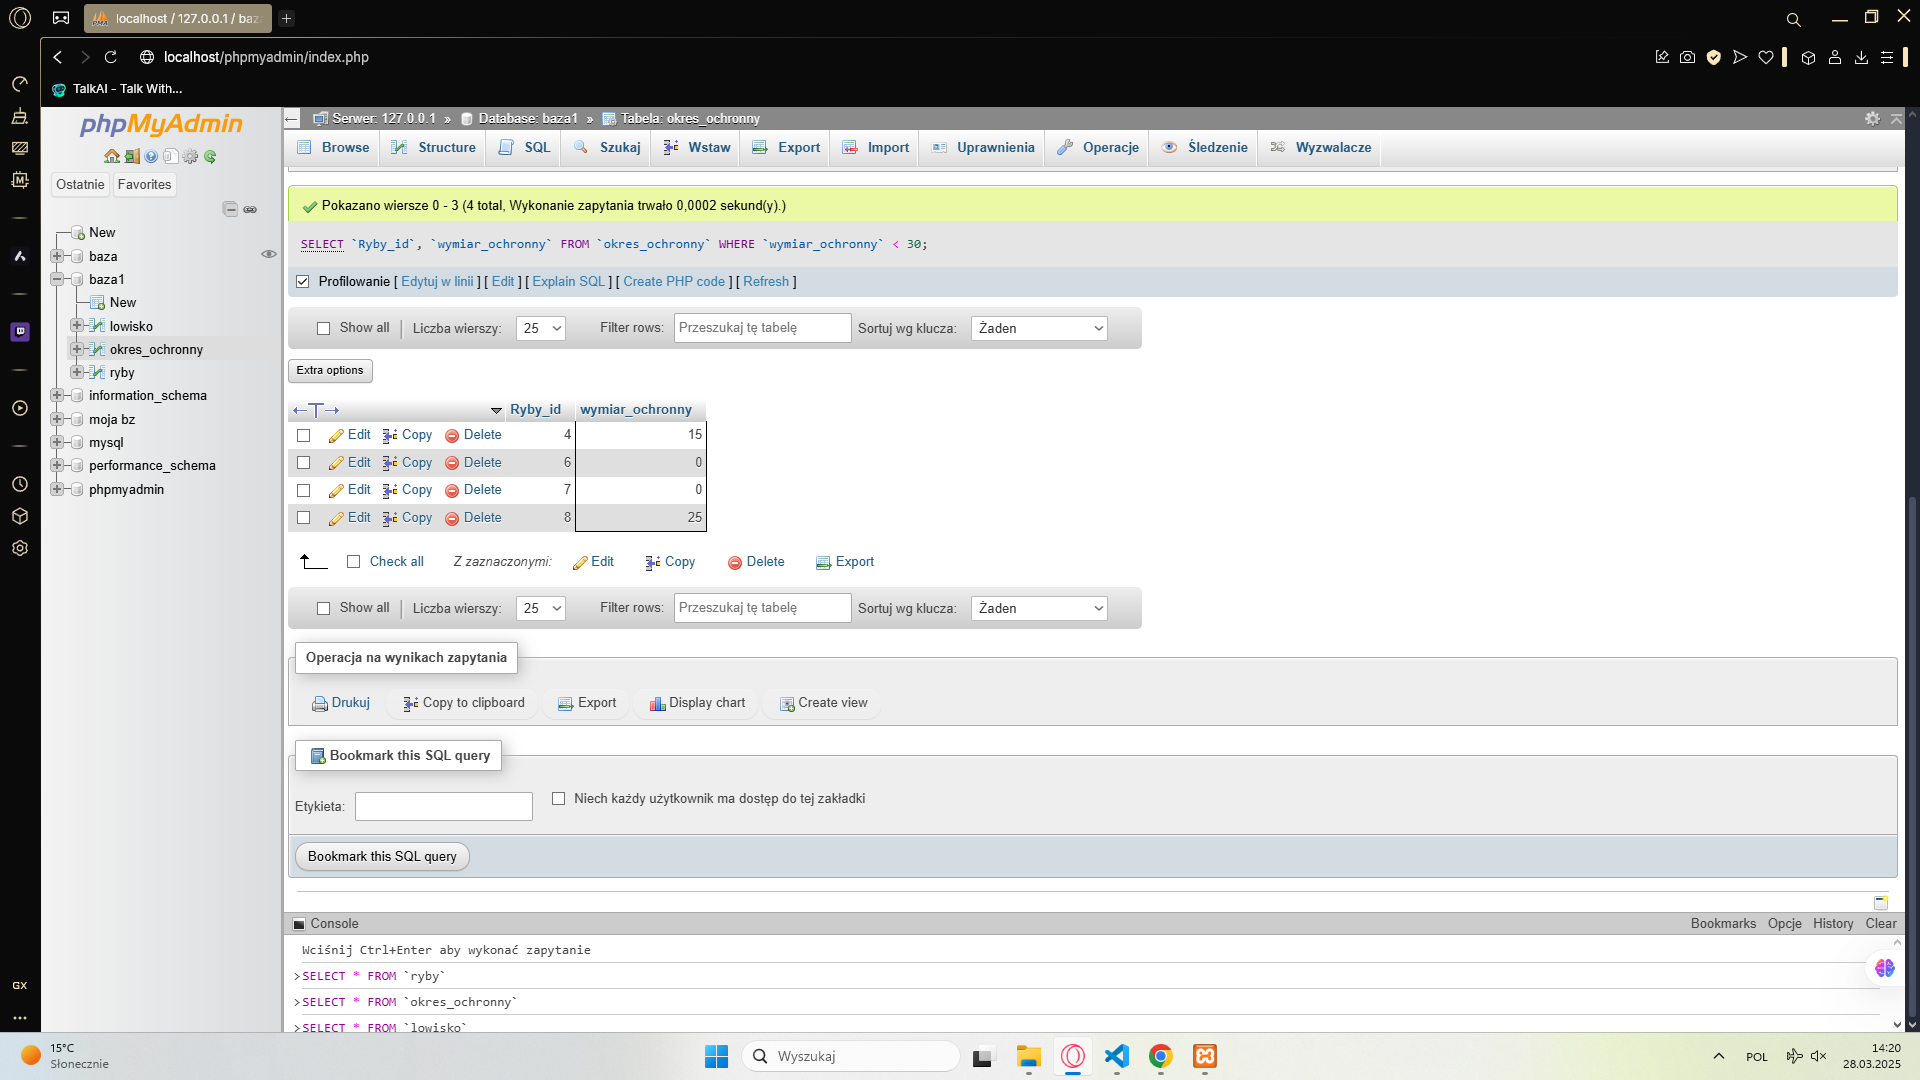 localhost / 127.0.0.1 / baz
localhost/phpmyadmin/index.php
TalkAI - Talk With...
phpMyAdmin
Ostatnie
Favorites
New
baza
baza1
New
lowisko
okres_ochronny
ryby
information_schema
moja bz
mysql
performance_schema
phpmyadmin
Serwer: 127.0.0.1 » Database: baza1 » Tabela: okres_ochronny
Browse Structure SQL Szukaj Wstaw Export Import Uprawnienia Operacje Śledzenie Wyzwalacze
Pokazano wiersze 0 - 3 (4 total, Wykonanie zapytania trwało 0,0002 sekund(y).)
SELECT `Ryby_id`, `wymiar_ochronny` FROM `okres_ochronny` WHERE `wymiar_ochronny` < 30;
Profilowanie [ Edytuj w linii ] [ Edit ] [ Explain SQL ] [ Create PHP code ] [ Refresh ]
Show all | Liczba wierszy: 25 Filter rows: Przeszukaj tę tabelę Sortuj wg klucza: Żaden
Extra options
←T→ Ryby_id wymiar_ochronny
Edit Copy Delete 4 15
Edit Copy Delete 6 0
Edit Copy Delete 7 0
Edit Copy Delete 8 25
Check all Z zaznaczonymi: Edit Copy Delete Export
Show all | Liczba wierszy: 25 Filter rows: Przeszukaj tę tabelę Sortuj wg klucza: Żaden
Operacja na wynikach zapytania
Drukuj Copy to clipboard Export Display chart Create view
Bookmark this SQL query
Etykieta: Niech każdy użytkownik ma dostęp do tej zakładki
Bookmark this SQL query
Console Bookmarks Opcje History Clear
Wciśnij Ctrl+Enter aby wykonać zapytanie
>SELECT * FROM `ryby`
>SELECT * FROM `okres_ochronny`
>SELECT * FROM `lowisko`
GX
15°C
Słonecznie
Wyszukaj
POL
14:20
28.03.2025